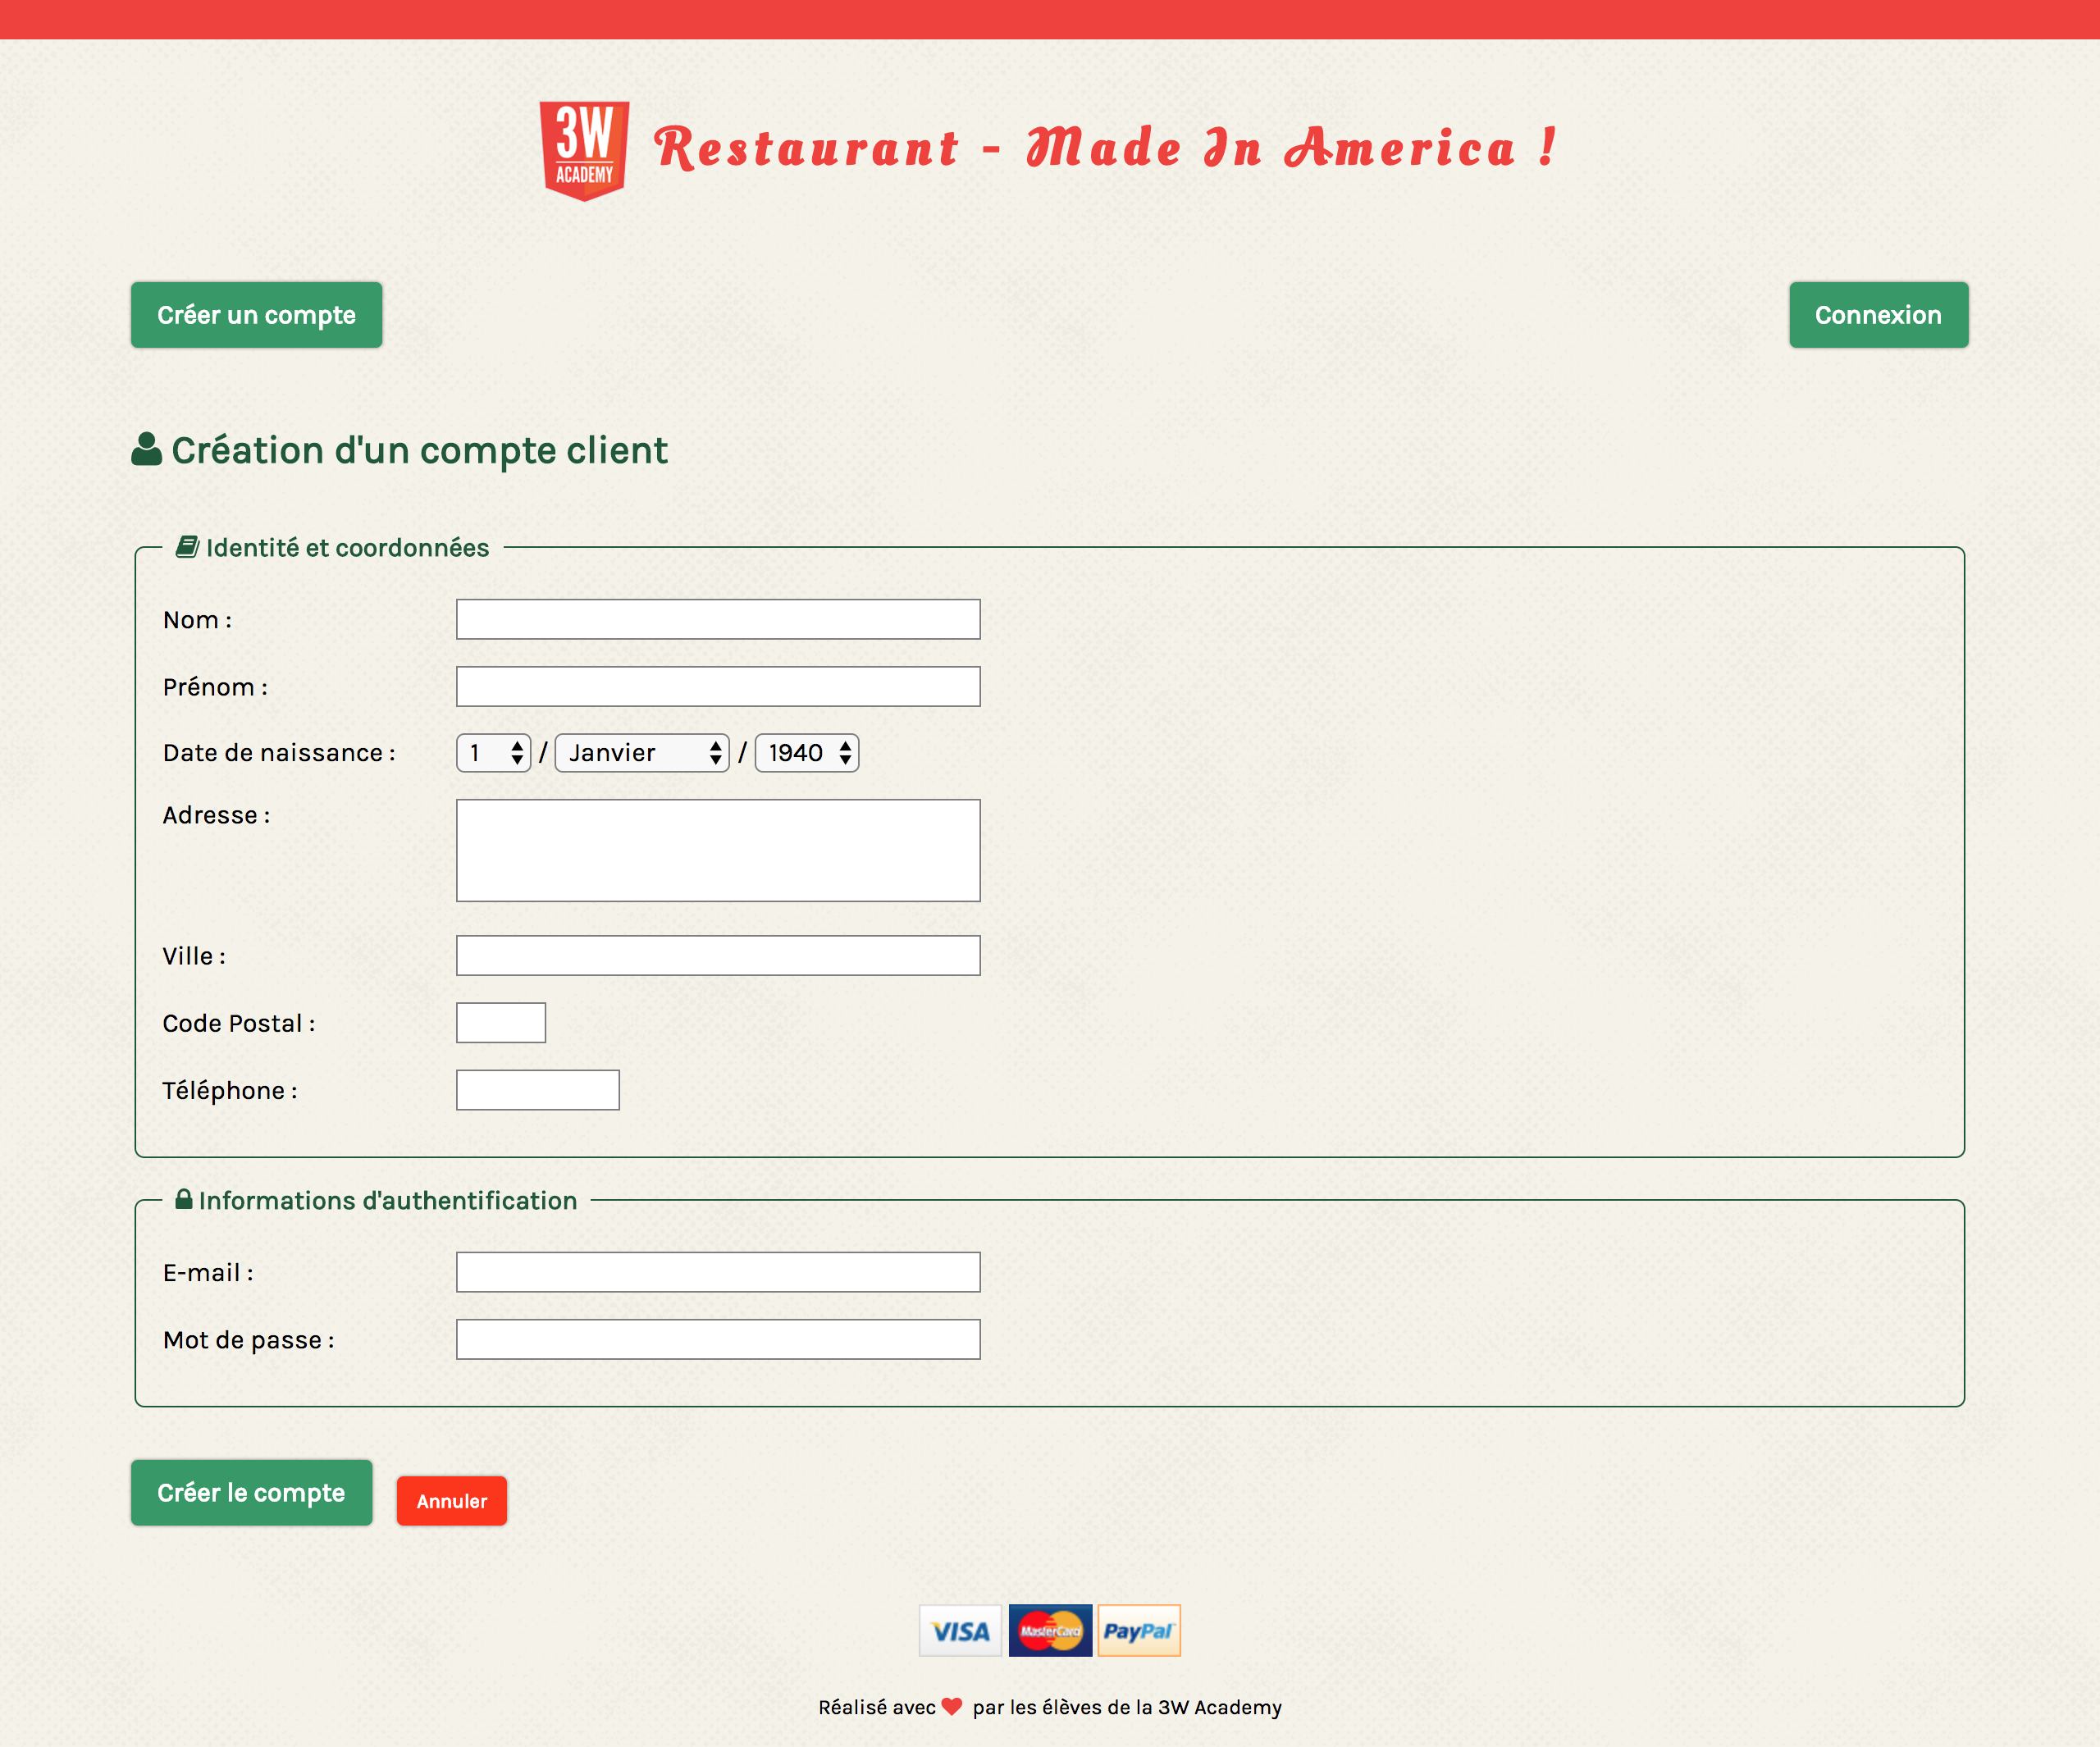 3W
ACADEMY
Restaurant - Made In America !
Créer un compte
Connexion
Création d'un compte client
Identité et coordonnées
Nom :
Prénom :
Date de naissance : 1 / Janvier / 1940
Adresse :
Ville :
Code Postal :
Téléphone :
Informations d'authentification
E-mail :
Mot de passe :
Créer le compte
Annuler
VISA MasterCard PayPal
Réalisé avec par les élèves de la 3W Academy